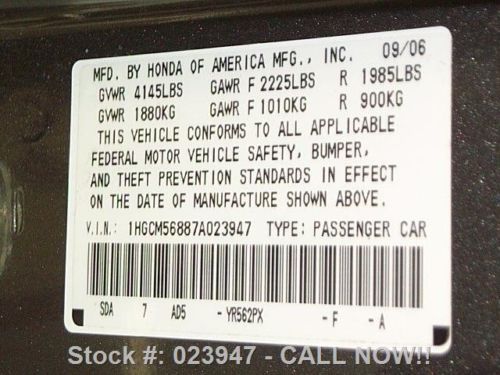 MFD. BY HONDA OF AMERICA MFG., INC. 09/06
GVWR 4145LBS GAWR F 2225LBS R 1985LBS
GVWR 1880KG GAWR F 1010KG R 900KG
THIS VEHICLE CONFORMS TO ALL APPLICABLE
FEDERAL MOTOR VEHICLE SAFETY, BUMPER,
AND THEFT PREVENTION STANDARDS IN EFFECT
ON THE DATE OF MANUFACTURE SHOWN ABOVE.
V.I.N.: 1HGCM56887A023947 TYPE: PASSENGER CAR
SDA 7 AD5 - YR562PX - F - A
Stock #: 023947 - CALL NOW!!